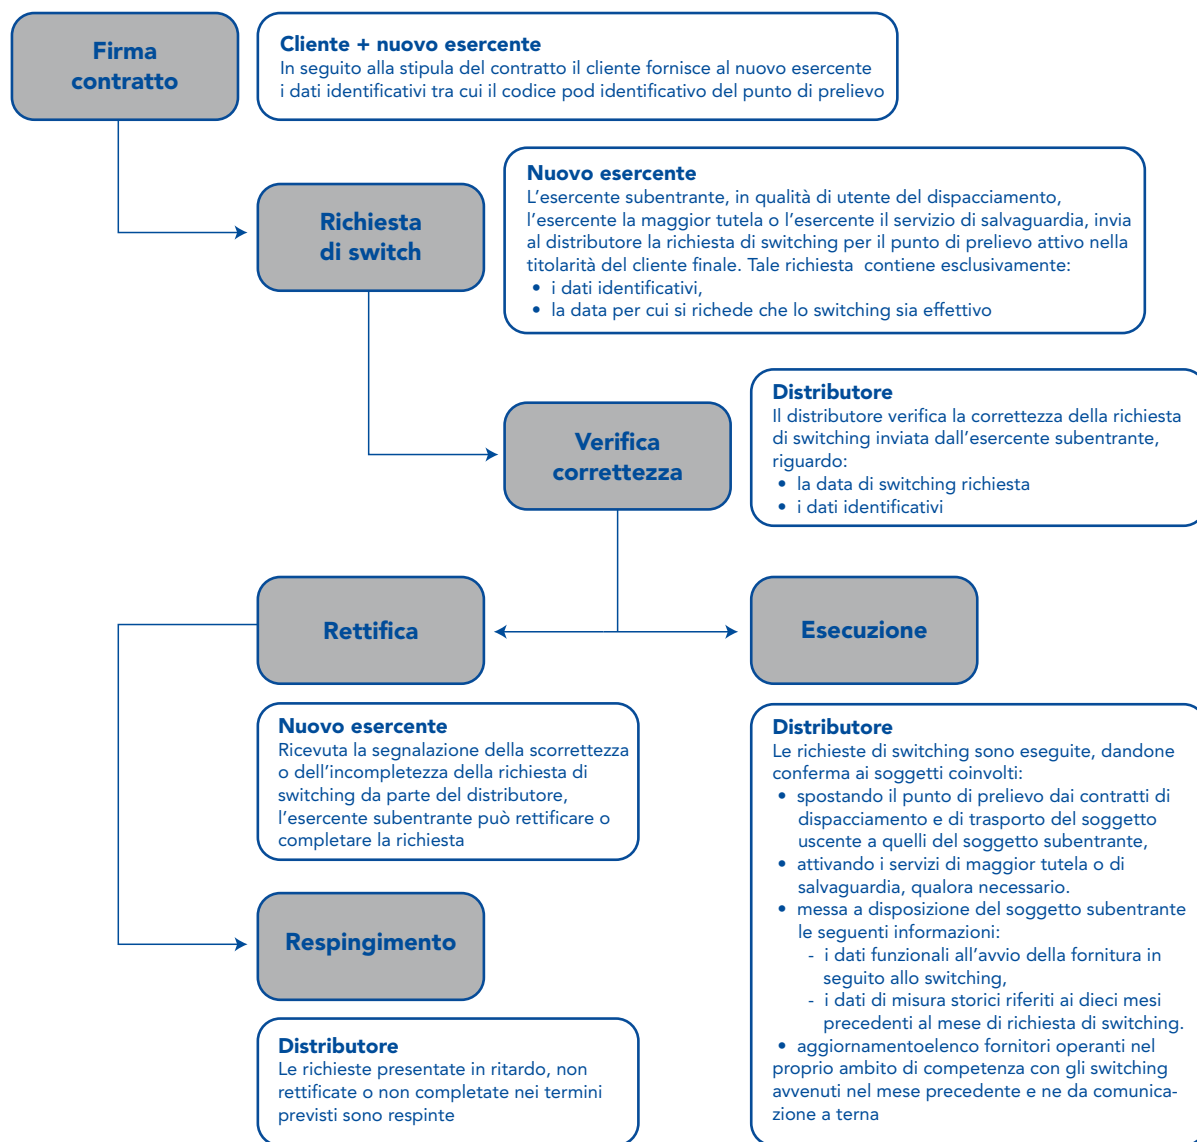 Firma
contratto
Cliente + nuovo esercente
In seguito alla stipula del contratto il cliente fornisce al nuovo esercente
i dati identificativi tra cui il codice pod identificativo del punto di prelievo
Richiesta
di switch
Nuovo esercente
L'esercente subentrante, in qualità di utente del dispacciamento,
l'esercente la maggior tutela o l'esercente il servizio di salvaguardia, invia
al distributore la richiesta di switching per il punto di prelievo attivo nella
titolarità del cliente finale. Tale richiesta contiene esclusivamente:
• i dati identificativi,
• la data per cui si richede che lo switching sia effettivo
Verifica
correttezza
Distributore
Il distributore verifica la correttezza della richiesta
di switching inviata dall'esercente subentrante,
riguardo:
• la data di switching richiesta
• i dati identificativi
Rettifica
Esecuzione
Nuovo esercente
Ricevuta la segnalazione della scorrettezza
o dell'incompletezza della richiesta di
switching da parte del distributore,
l'esercente subentrante può rettificare o
completare la richiesta
Respingimento
Distributore
Le richieste presentate in ritardo, non
rettificate o non completate nei termini
previsti sono respinte
Distributore
Le richieste di switching sono eseguite, dandone
conferma ai soggetti coinvolti:
• spostando il punto di prelievo dai contratti di
dispacciamento e di trasporto del soggetto
uscente a quelli del soggetto subentrante,
• attivando i servizi di maggior tutela o di
salvaguardia, qualora necessario.
• messa a disposizione del soggetto subentrante
le seguenti informazioni:
- i dati funzionali all'avvio della fornitura in
seguito allo switching,
- i dati di misura storici riferiti ai dieci mesi
precedenti al mese di richiesta di switching.
• aggiornamentoelenco fornitori operanti nel
proprio ambito di competenza con gli switching
avvenuti nel mese precedente e ne da comunica-
zione a terna